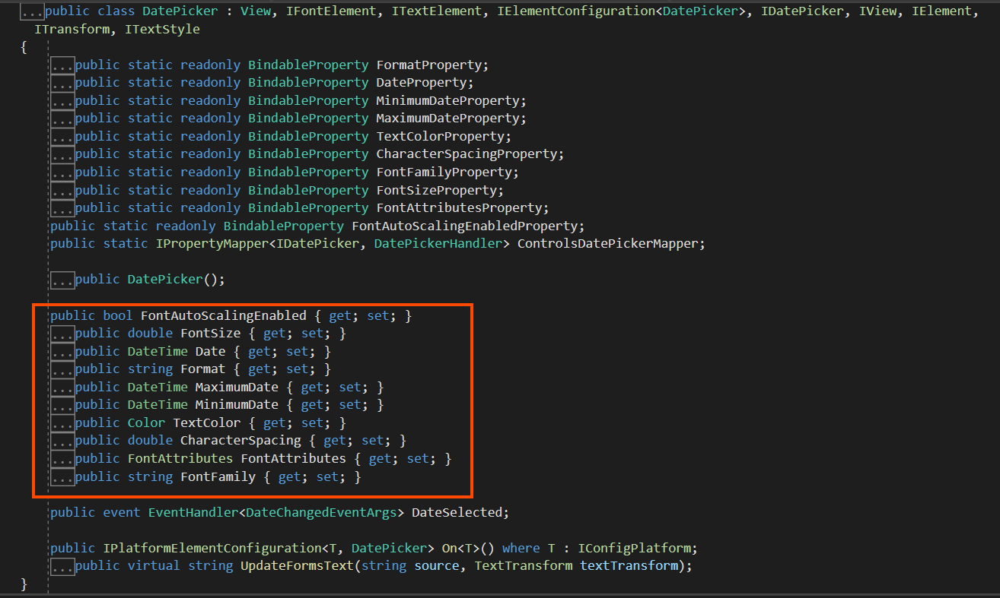 ...public class DatePicker : View, IFontElement, ITextElement, IElementConfiguration<DatePicker>, IDatePicker, IView, IElement,
ITransform, ITextStyle
{
...public static readonly BindableProperty FormatProperty;
...public static readonly BindableProperty DateProperty;
...public static readonly BindableProperty MinimumDateProperty;
...public static readonly BindableProperty MaximumDateProperty;
...public static readonly BindableProperty TextColorProperty;
...public static readonly BindableProperty CharacterSpacingProperty;
...public static readonly BindableProperty FontFamilyProperty;
...public static readonly BindableProperty FontSizeProperty;
...public static readonly BindableProperty FontAttributesProperty;
public static readonly BindableProperty FontAutoScalingEnabledProperty;
public static IPropertyMapper<IDatePicker, DatePickerHandler> ControlsDatePickerMapper;
...public DatePicker();
public bool FontAutoScalingEnabled { get; set; }
...public double FontSize { get; set; }
...public DateTime Date { get; set; }
...public string Format { get; set; }
...public DateTime MaximumDate { get; set; }
...public DateTime MinimumDate { get; set; }
...public Color TextColor { get; set; }
...public double CharacterSpacing { get; set; }
...public FontAttributes FontAttributes { get; set; }
...public string FontFamily { get; set; }
public event EventHandler<DateChangedEventArgs> DateSelected;
public IPlatformElementConfiguration<T, DatePicker> On<T>() where T : IConfigPlatform;
...public virtual string UpdateFormsText(string source, TextTransform textTransform);
}